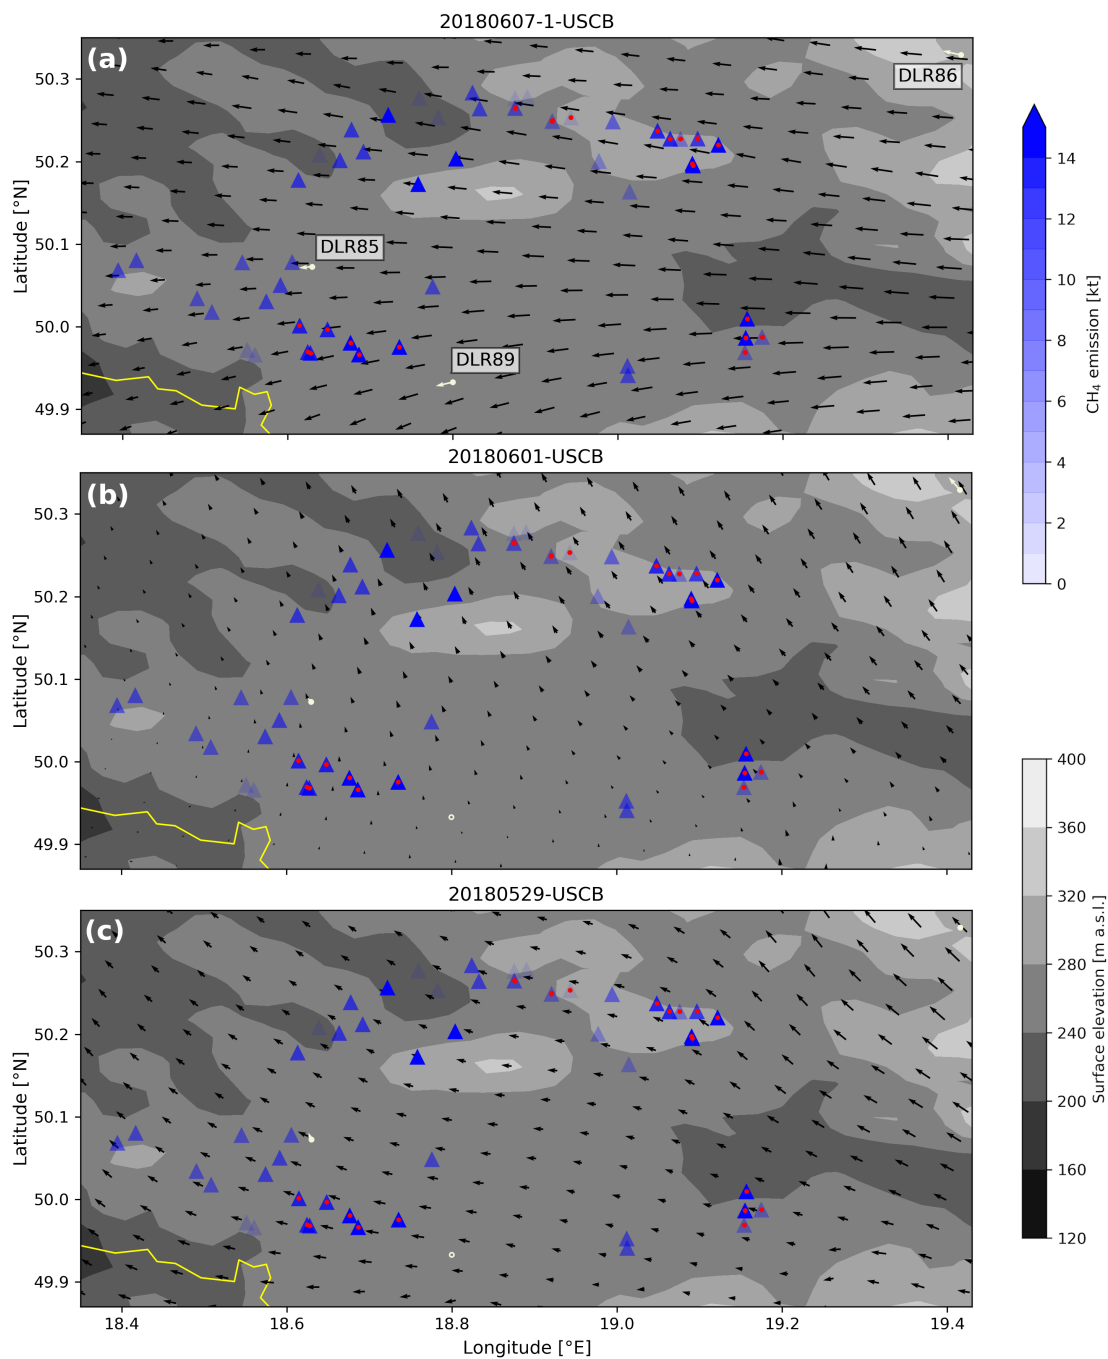 20180607-1-USCB
(a)
DLR86
DLR85
DLR89
50.3
50.2
50.1
50.0
49.9
Latitude [°N]
20180601-USCB
(b)
50.3
50.2
50.1
50.0
49.9
Latitude [°N]
20180529-USCB
(c)
50.3
50.2
50.1
50.0
49.9
Latitude [°N]
18.4 18.6 18.8 19.0 19.2 19.4
Longitude [°E]
14
12
10
8
6
4
2
0
CH₄ emission [kt]
400
360
320
280
240
200
160
120
Surface elevation [m a.s.l.]